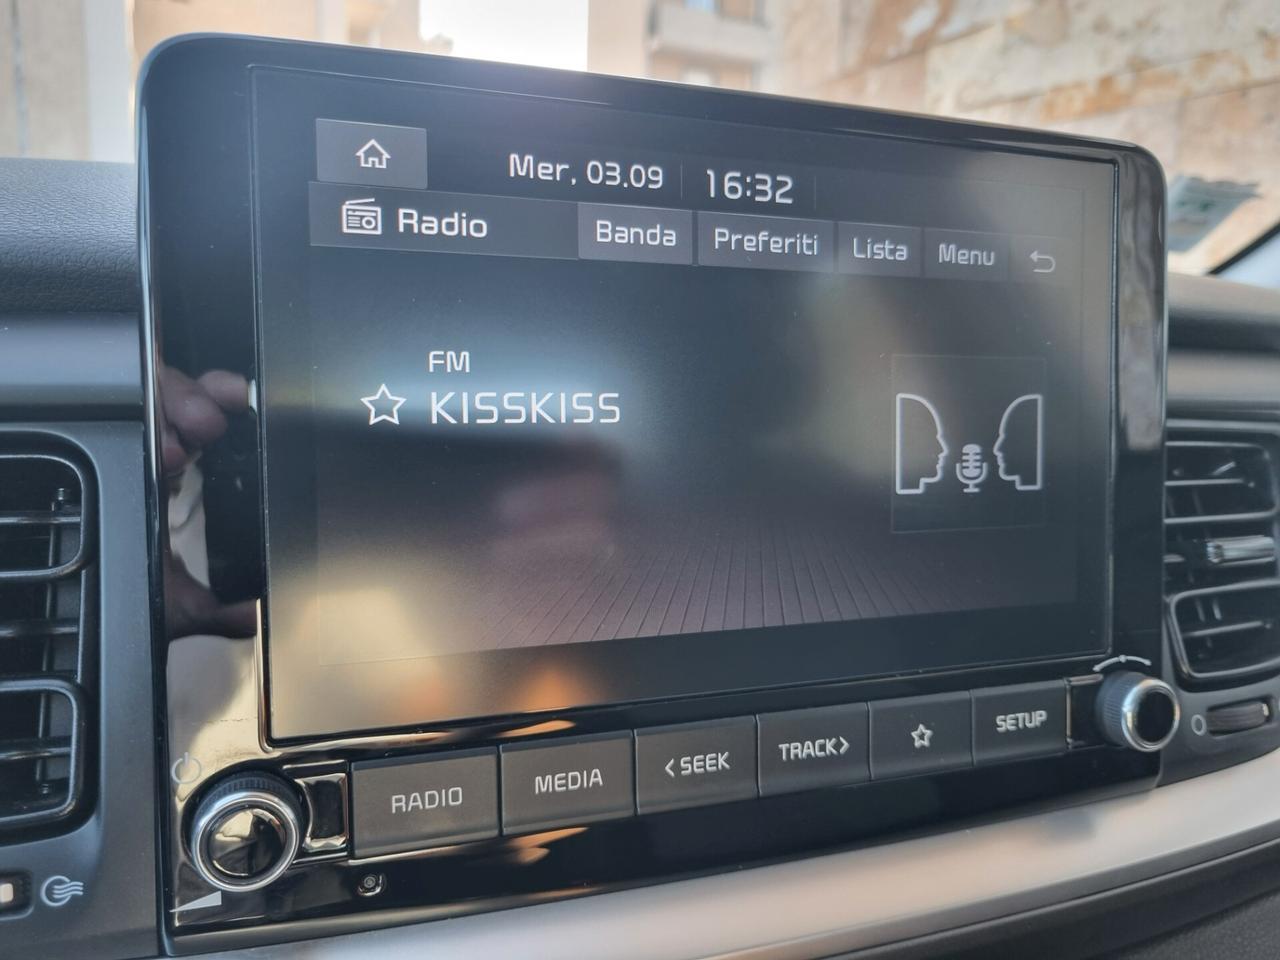 Mer. 03.09 16:32
Radio Banda Preferiti Lista Menu
FM
KISSKISS
RADIO MEDIA <SEEK TRACK> SETUP